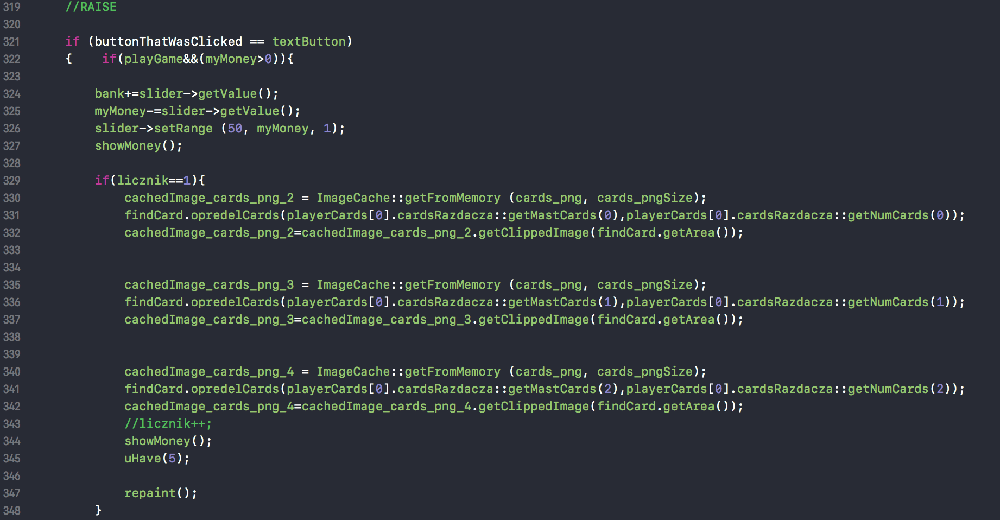 319 //RAISE
320
321 if (buttonThatWasClicked == textButton)
322 { if(playGame&&(myMoney>0)){
323
324 bank+=slider->getValue();
325 myMoney-=slider->getValue();
326 slider->setRange (50, myMoney, 1);
327 showMoney();
328
329 if(licznik==1){
330 cachedImage_cards_png_2 = ImageCache::getFromMemory (cards_png, cards_pngSize);
331 findCard.opredelCards(playerCards[0].cardsRazdacza::getMastCards(0),playerCards[0].cardsRazdacza::getNumCards(0));
332 cachedImage_cards_png_2=cachedImage_cards_png_2.getClippedImage(findCard.getArea());
333
334
335 cachedImage_cards_png_3 = ImageCache::getFromMemory (cards_png, cards_pngSize);
336 findCard.opredelCards(playerCards[0].cardsRazdacza::getMastCards(1),playerCards[0].cardsRazdacza::getNumCards(1));
337 cachedImage_cards_png_3=cachedImage_cards_png_3.getClippedImage(findCard.getArea());
338
339
340 cachedImage_cards_png_4 = ImageCache::getFromMemory (cards_png, cards_pngSize);
341 findCard.opredelCards(playerCards[0].cardsRazdacza::getMastCards(2),playerCards[0].cardsRazdacza::getNumCards(2));
342 cachedImage_cards_png_4=cachedImage_cards_png_4.getClippedImage(findCard.getArea());
343 //licznik++;
344 showMoney();
345 uHave(5);
346
347 repaint();
348 }